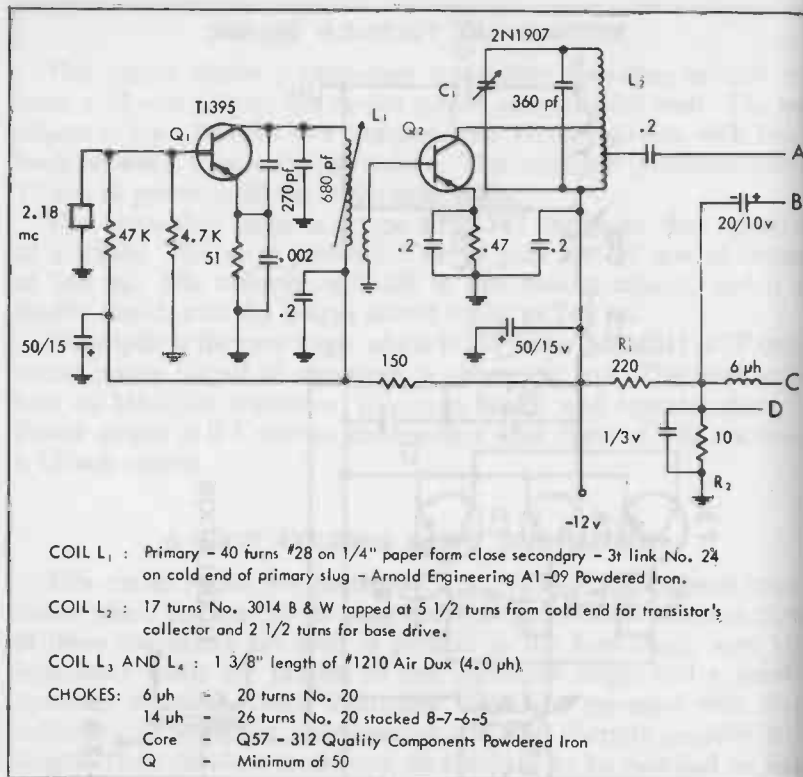 2N1907
TI395
C1
L2
L1
360 pf
Q1
Q2
.2
A
270 pf
680 pf
B
2.18
mc
20/10v
47 K
4.7K
51
.002
.2
.47
.2
.2
50/15
50/15v
R1
150
220
6 μh
C
D
1/3v
10
R2
-12v
COIL L1 : Primary - 40 turns #28 on 1/4" paper form close secondary - 3t link No. 24
on cold end of primary slug - Arnold Engineering A1-09 Powdered Iron.
COIL L2 : 17 turns No. 3014 B & W tapped at 5 1/2 turns from cold end for transistor's
collector and 2 1/2 turns for base drive.
COIL L3 AND L4 : 1 3/8" length of #1210 Air Dux (4.0 μh)
CHOKES: 6 μh - 20 turns No. 20
14 μh - 26 turns No. 20 stacked 8-7-6-5
Core - Q57 - 312 Quality Components Powdered Iron
Q - Minimum of 50